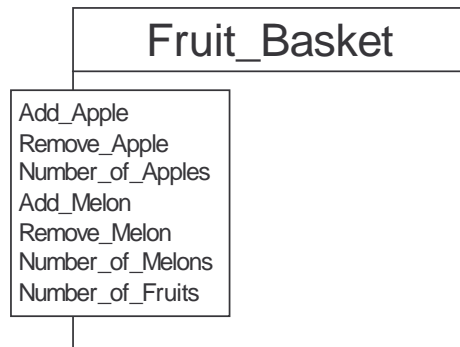 Fruit_Basket
Add_Apple
Remove_Apple
Number_of_Apples
Add_Melon
Remove_Melon
Number_of_Melons
Number_of_Fruits